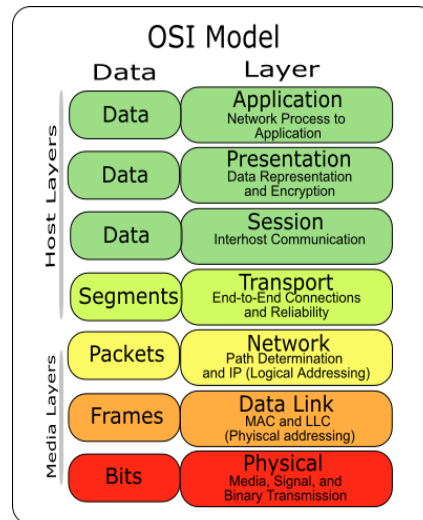 OSI Model
Data Layer
Host Layers
Data
Application
Network Process to
Application
Data
Presentation
Data Representation
and Encryption
Data
Session
Interhost Communication
Segments
Transport
End-to-End Connections
and Reliability
Media Layers
Packets
Network
Path Determination
and IP (Logical Addressing)
Frames
Data Link
MAC and LLC
(Phyiscal addressing)
Bits
Physical
Media, Signal, and
Binary Transmission